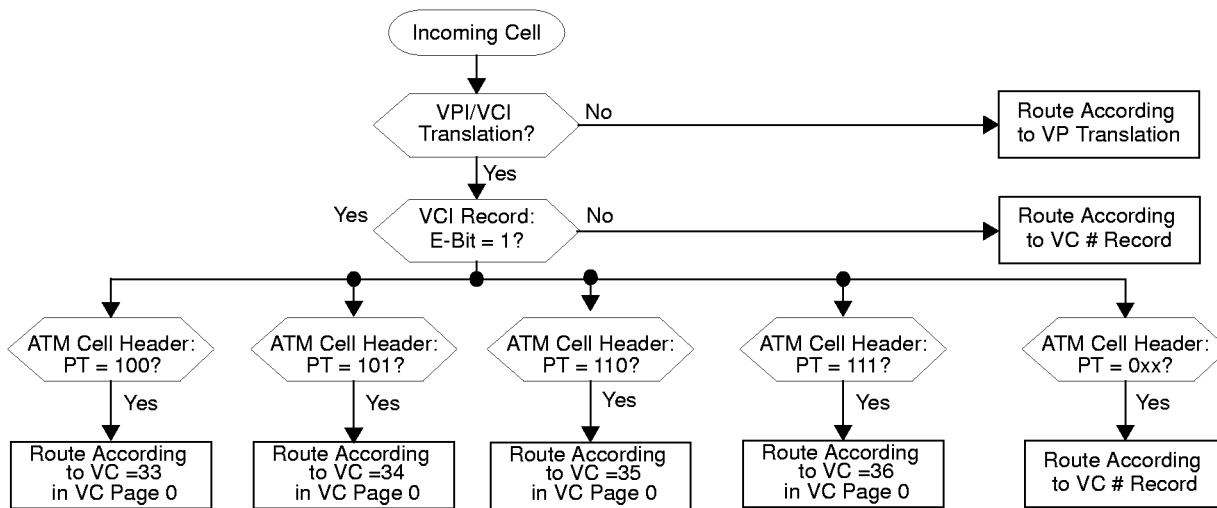 Incoming Cell
VPI/VCI
Translation?
No
Route According
to VP Translation
Yes
Yes
VCI Record:
E-Bit = 1?
No
Route According
to VC # Record
ATM Cell Header:
PT = 100?
ATM Cell Header:
PT = 101?
ATM Cell Header:
PT = 110?
ATM Cell Header:
PT = 111?
ATM Cell Header:
PT = 0xx?
Yes
Yes
Yes
Yes
Yes
Route According
to VC =33
in VC Page 0
Route According
to VC =34
in VC Page 0
Route According
to VC =35
in VC Page 0
Route According
to VC =36
in VC Page 0
Route According
to VC # Record